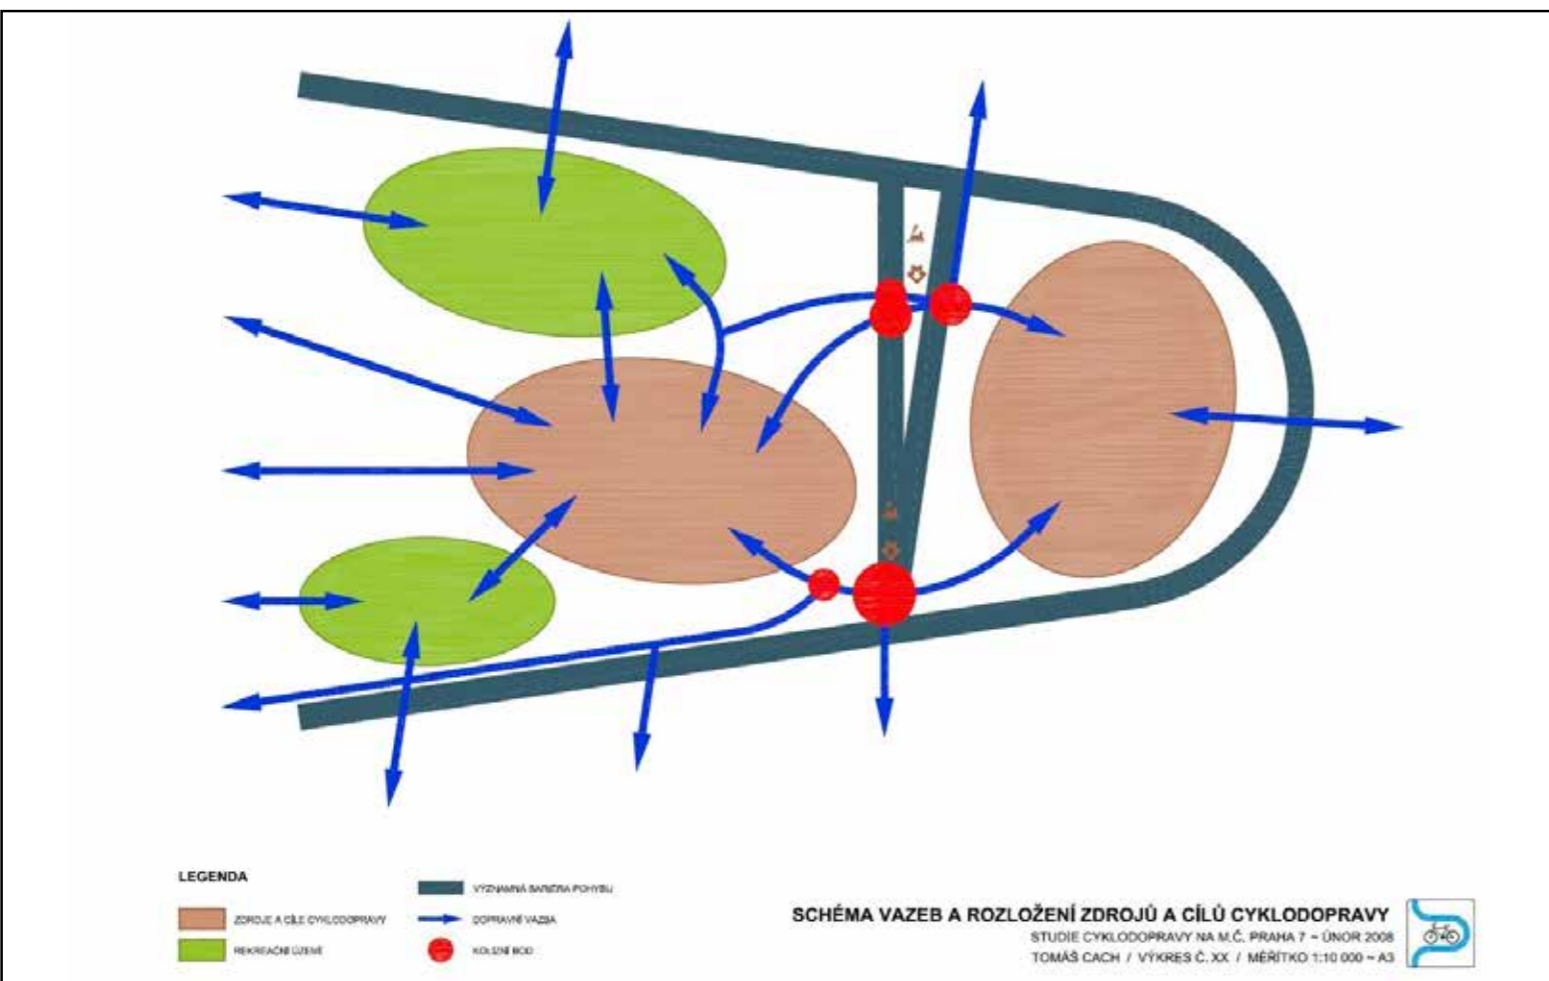 LEGENDA
ZDROJE A CÍLE CYKLODOPRAVY
REKREAČNÍ ÚZEMÍ
VÝZNAMNÁ BARIÉRA POHYBU
DOPRAVNÍ VAZBA
KOLIZNÍ BOD
SCHÉMA VAZEB A ROZLOŽENÍ ZDROJŮ A CÍLŮ CYKLODOPRAVY
STUDIE CYKLODOPRAVY NA M.Č. PRAHA 7 ~ ÚNOR 2008
TOMÁŠ CACH / VÝKRES Č. XX / MĚŘÍTKO 1:10 000 ~ A3